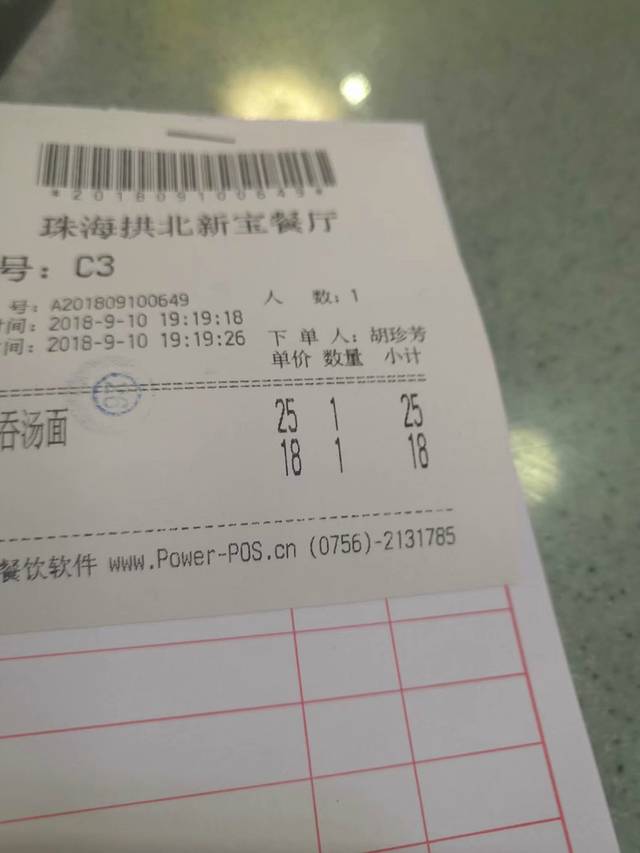 *201809100649*
珠海拱北新宝餐厅
号：C3
号：A201809100649 人 数：1
时间：2018-9-10 19:19:18
时间：2018-9-10 19:19:26 下 单 人：胡珍芳
单价 数量 小计
吞汤面 25 1 25
18 1 18
餐饮软件 www.Power-POS.cn (0756)-2131785